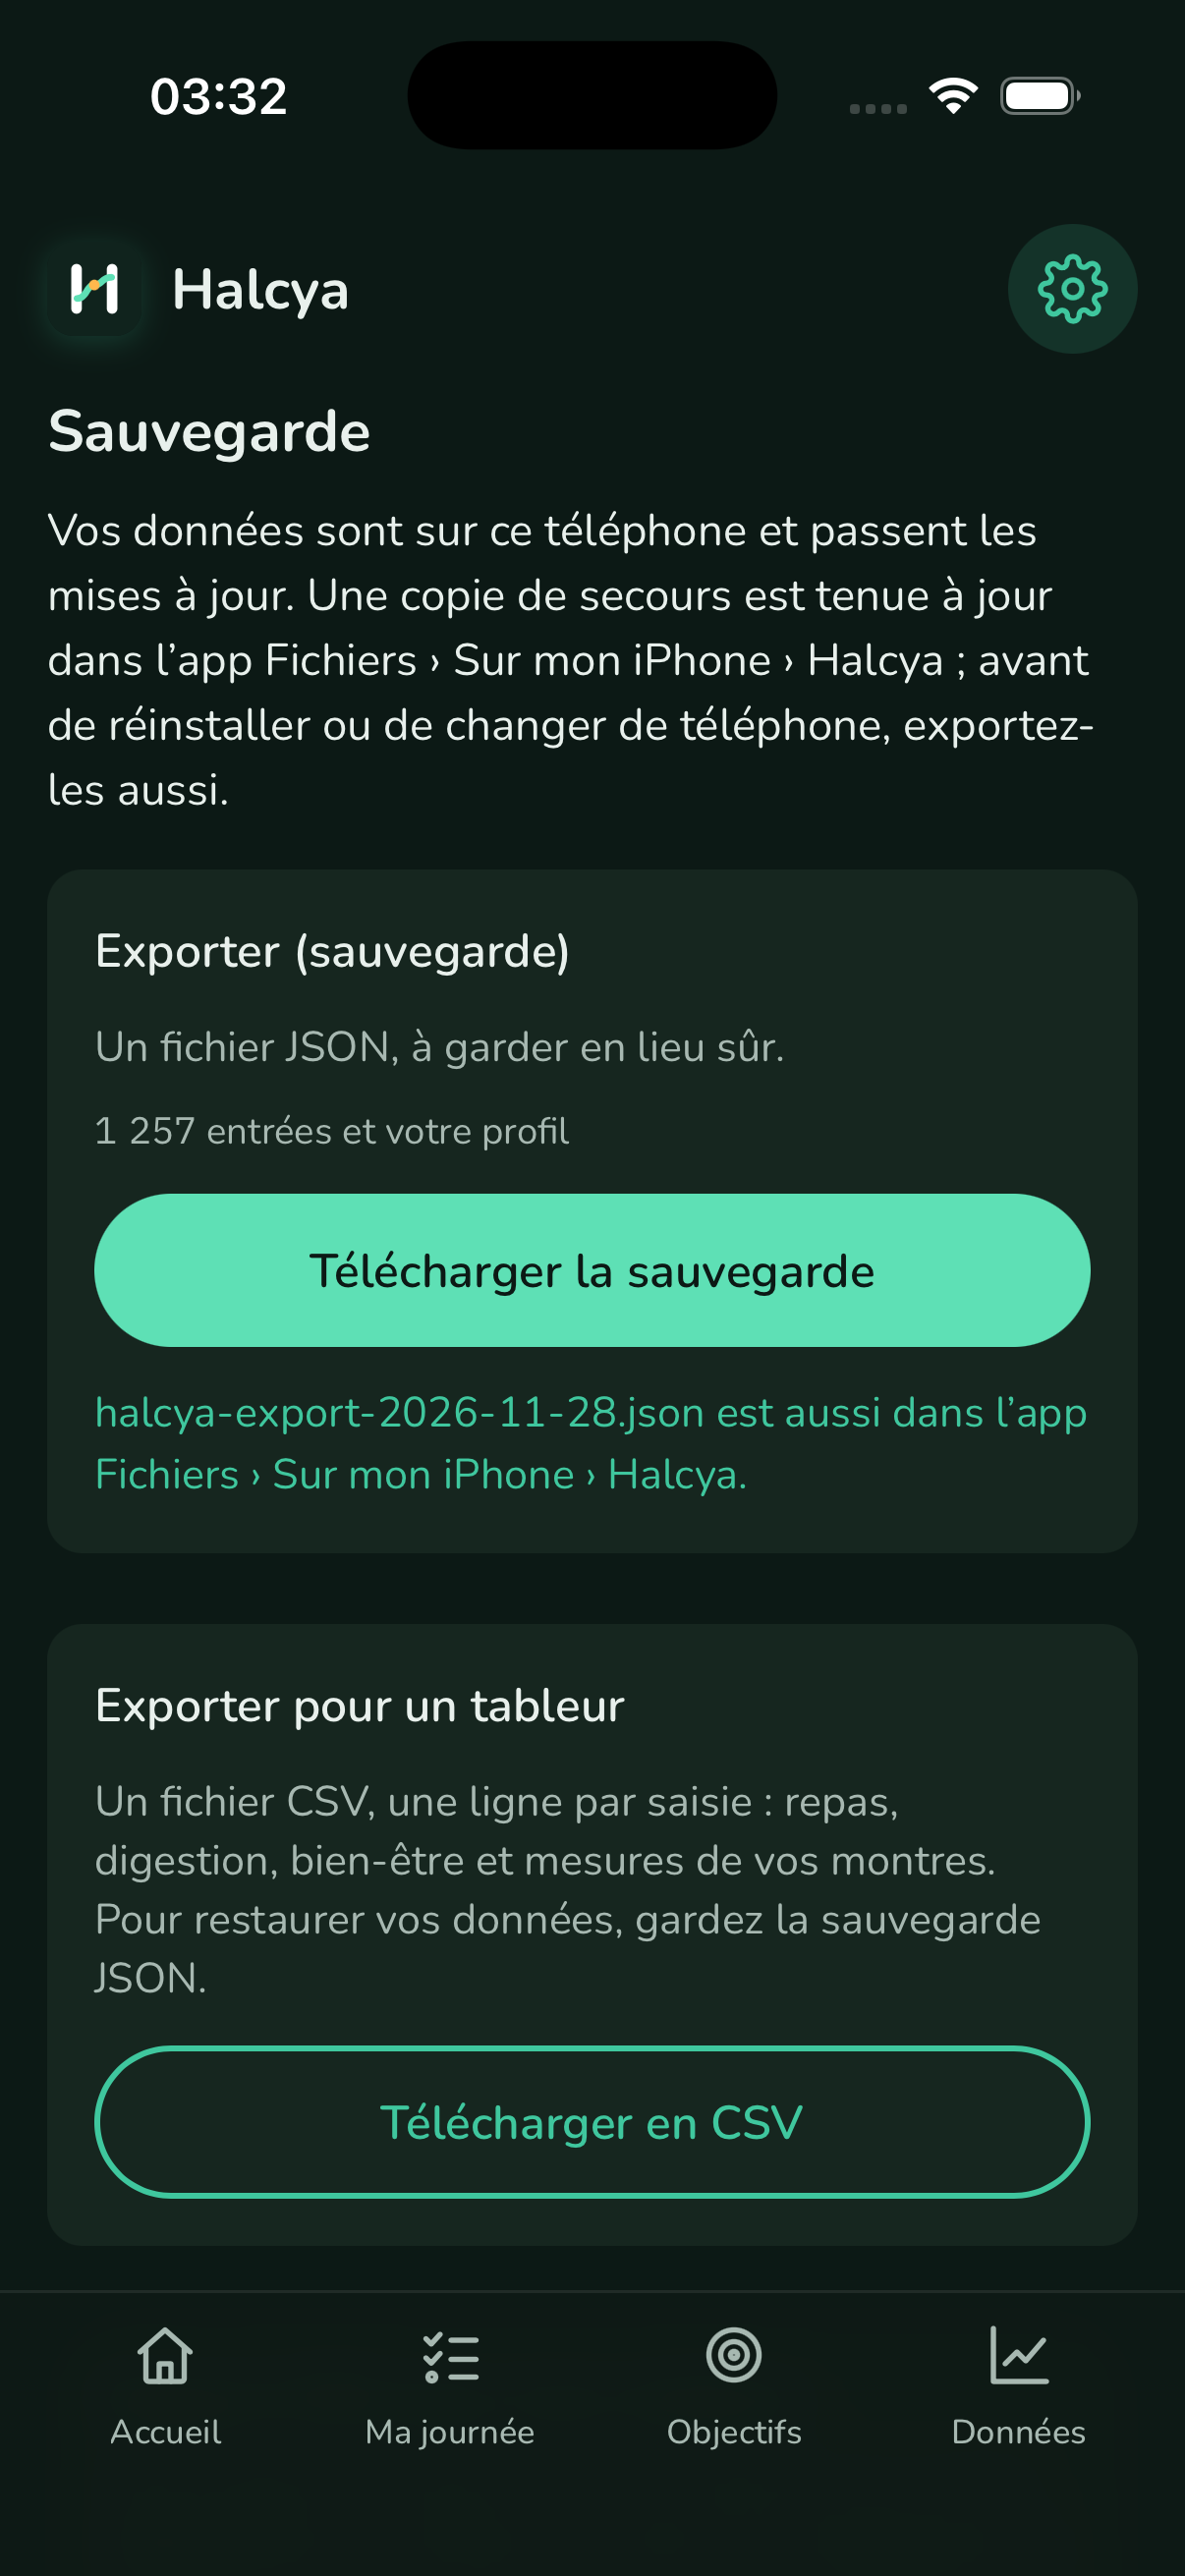 03:32
Halcya
Sauvegarde
Vos données sont sur ce téléphone et passent les
mises à jour. Une copie de secours est tenue à jour
dans l’app Fichiers › Sur mon iPhone › Halcya ; avant
de réinstaller ou de changer de téléphone, exportez-
les aussi.
Exporter (sauvegarde)
Un fichier JSON, à garder en lieu sûr.
1 257 entrées et votre profil
Télécharger la sauvegarde
halcya-export-2026-11-28.json est aussi dans l’app
Fichiers › Sur mon iPhone › Halcya.
Exporter pour un tableur
Un fichier CSV, une ligne par saisie : repas,
digestion, bien-être et mesures de vos montres.
Pour restaurer vos données, gardez la sauvegarde
JSON.
Télécharger en CSV
Accueil
Ma journée
Objectifs
Données